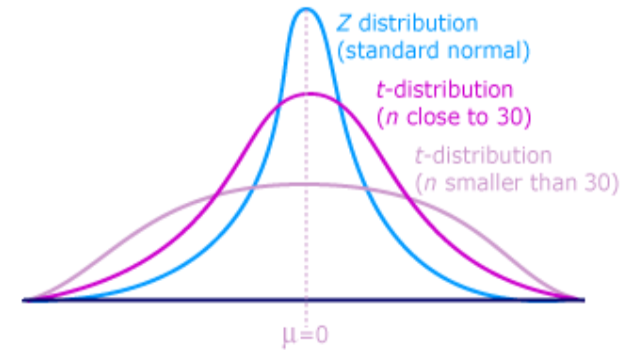 Z distribution
(standard normal)
t-distribution
(n close to 30)
t-distribution
(n smaller than 30)
μ=0